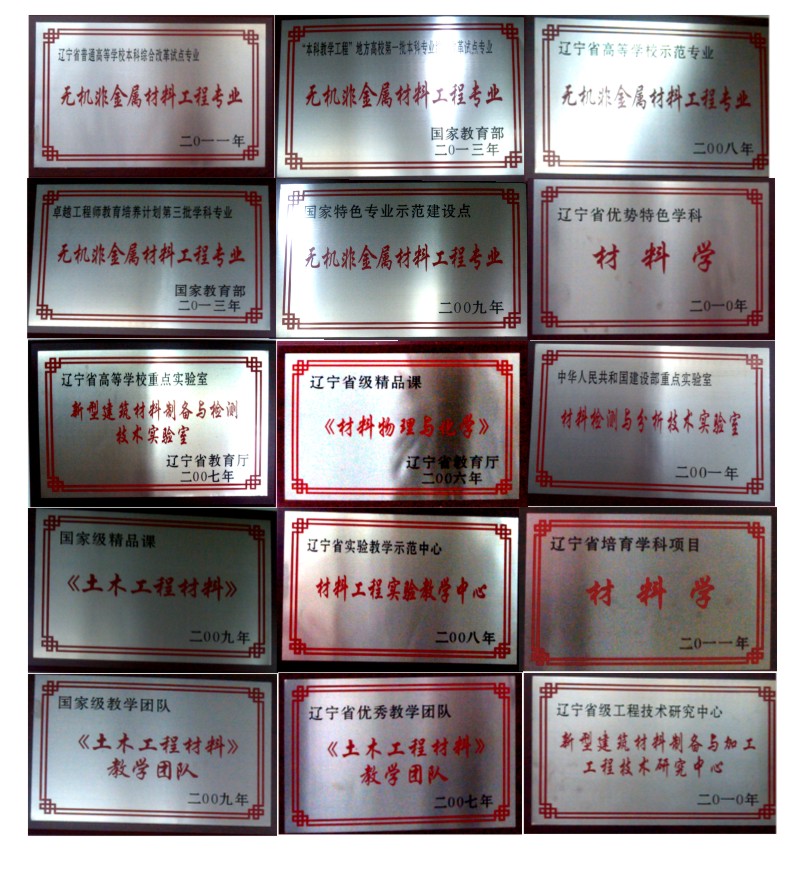 辽宁省普通高等学校本科综合改革试点专业
无机非金属材料工程专业
二〇一一年
“本科教学工程”地方高校第一批本科专业 革试点专业
无机非金属材料工程专业
国家教育部
二〇一三年
辽宁省高等学校示范专业
无机非金属材料工程专业
二〇〇八年
卓越工程师教育培养计划第三批学科专业
无机非金属材料工程专业
国家教育部
二〇一三年
国家特色专业示范建设点
无机非金属材料工程专业
二〇〇九年
辽宁省优势特色学科
材料学
二〇一〇年
辽宁省高等学校重点实验室
新型建筑材料制备与检测
技术实验室
辽宁省教育厅
二〇〇七年
辽宁省级精品课
《材料物理与化学》
辽宁省教育厅
二〇〇六年
中华人民共和国建设部重点实验室
材料检测与分析技术实验室
二〇〇一年
国家级精品课
《土木工程材料》
二〇〇九年
辽宁省实验教学示范中心
材料工程实验教学中心
二〇〇八年
辽宁省培育学科项目
材料学
二〇一一年
国家级教学团队
《土木工程材料》
教学团队
二〇〇九年
辽宁省优秀教学团队
《土木工程材料》
教学团队
二〇〇七年
辽宁省级工程技术研究中心
新型建筑材料制备与加工
工程技术研究中心
二〇一〇年